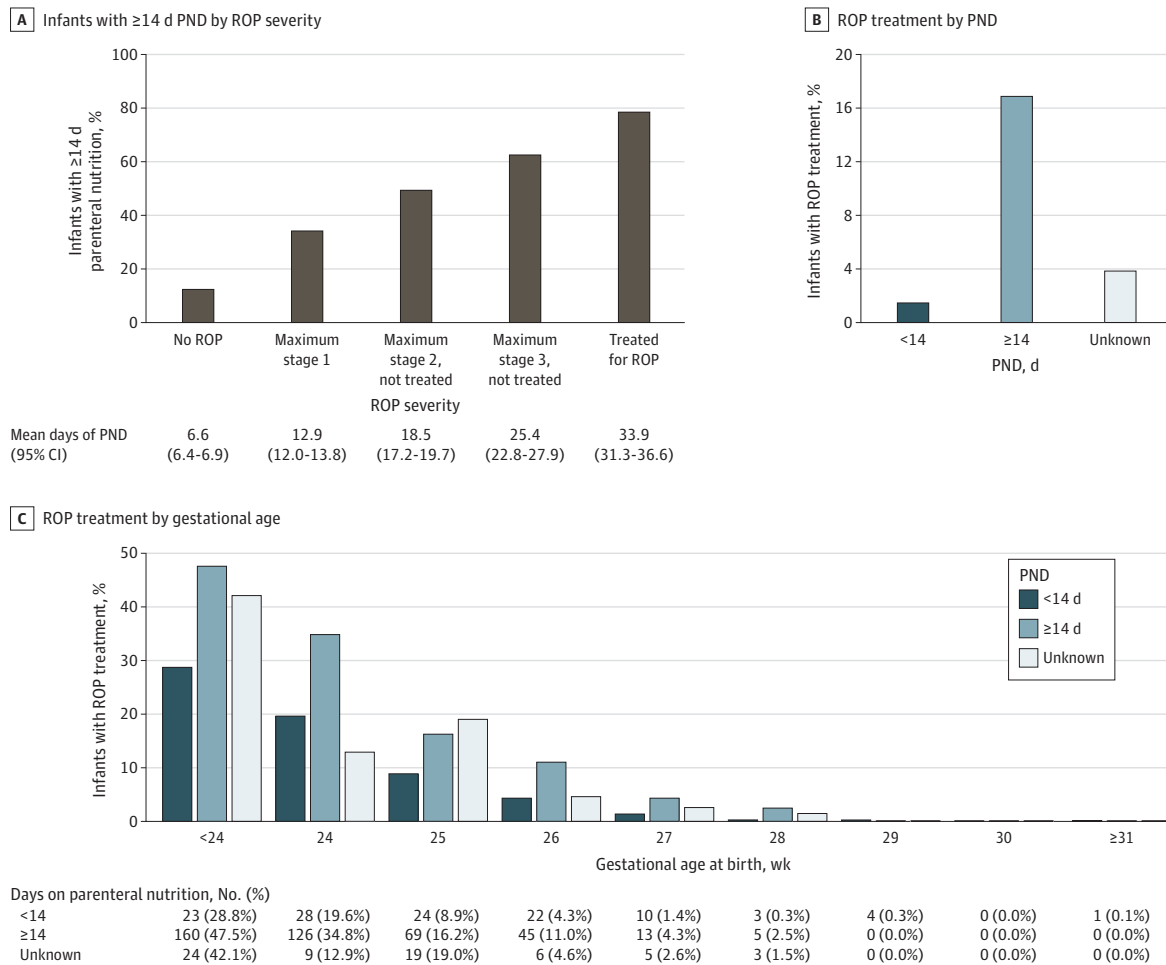 A Infants with ≥14 d PND by ROP severity
Infants with ≥14 d
parenteral nutrition, %
100
80
60
40
20
0
No ROP
Maximum
stage 1
Maximum
stage 2,
not treated
Maximum
stage 3,
not treated
Treated
for ROP
ROP severity
Mean days of PND 6.6 12.9 18.5 25.4 33.9
(95% CI) (6.4-6.9) (12.0-13.8) (17.2-19.7) (22.8-27.9) (31.3-36.6)
B ROP treatment by PND
Infants with ROP treatment, %
20
16
12
8
4
0
<14 ≥14 Unknown
PND, d
C ROP treatment by gestational age
Infants with ROP treatment, %
50
40
30
20
10
0
PND
<14 d
≥14 d
Unknown
<24 24 25 26 27 28 29 30 ≥31
Gestational age at birth, wk
Days on parenteral nutrition, No. (%)
<14 23 (28.8%) 28 (19.6%) 24 (8.9%) 22 (4.3%) 10 (1.4%) 3 (0.3%) 4 (0.3%) 0 (0.0%) 1 (0.1%)
≥14 160 (47.5%) 126 (34.8%) 69 (16.2%) 45 (11.0%) 13 (4.3%) 5 (2.5%) 0 (0.0%) 0 (0.0%) 0 (0.0%)
Unknown 24 (42.1%) 9 (12.9%) 19 (19.0%) 6 (4.6%) 5 (2.6%) 3 (1.5%) 0 (0.0%) 0 (0.0%) 0 (0.0%)